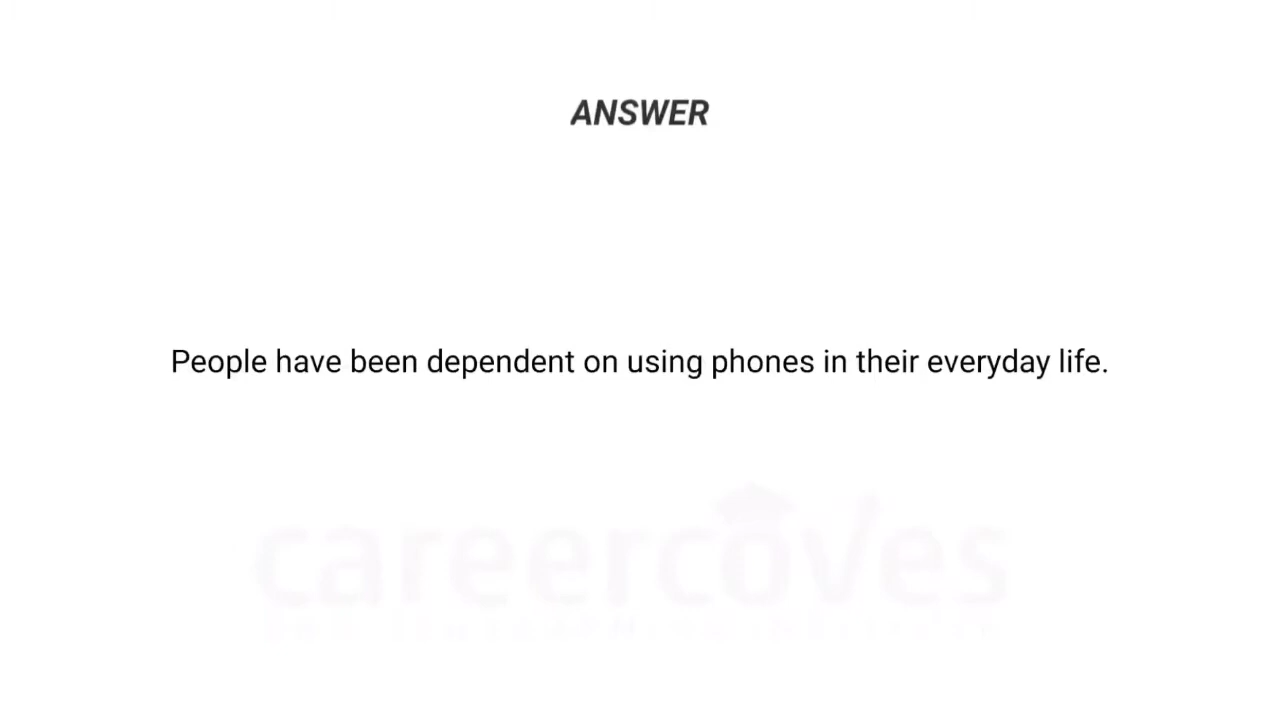 ANSWER
People have been dependent on using phones in their everyday life.
careercoves